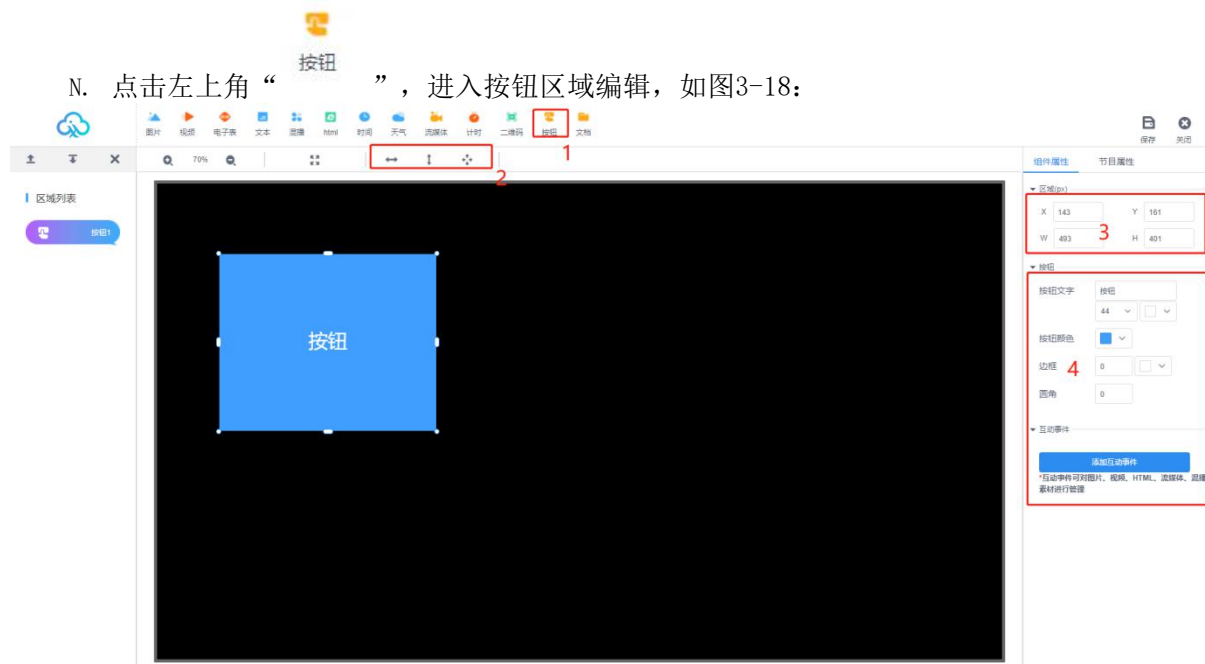 按钮
N. 点击左上角“ ”，进入按钮区域编辑，如图3-18：
图片 视频 电子表 文本 混播 html 时间 天气 流媒体 计时 二维码 按钮 文档
1
保存 关闭
70%
2
组件属性 节目属性
区域列表
按钮1
区域(px)
X 143 Y 161
3
W 493 H 401
按钮
按钮文字 按钮
44
按钮
按钮颜色
边框 4 0
圆角 0
互动事件
添加互动事件
*互动事件可对图片、视频、HTML、流媒体、混播
素材进行管理